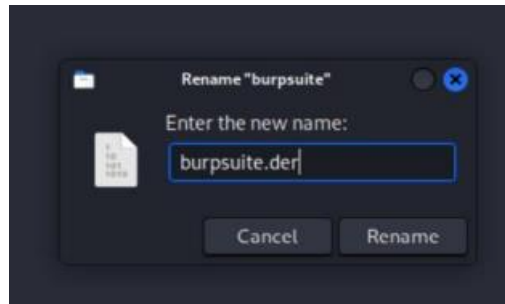 Rename "burpsuite"
Enter the new name:
burpsuite.der
Cancel
Rename